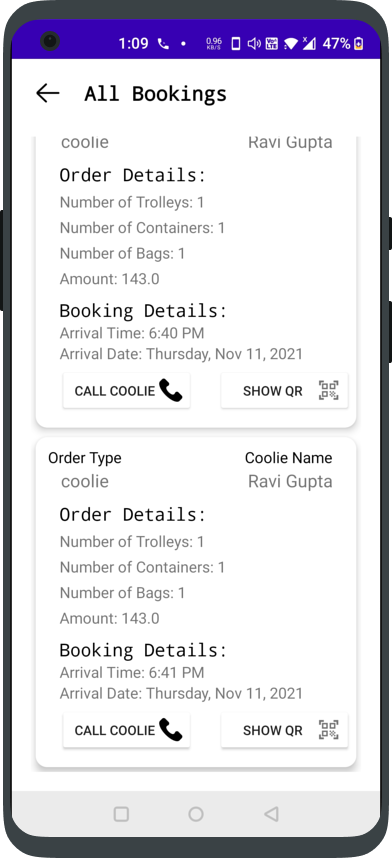 1:09 0.96 KB/S 47%
All Bookings
coolie Ravi Gupta
Order Details:
Number of Trolleys: 1
Number of Containers: 1
Number of Bags: 1
Amount: 143.0
Booking Details:
Arrival Time: 6:40 PM
Arrival Date: Thursday, Nov 11, 2021
CALL COOLIE SHOW QR
Order Type Coolie Name
coolie Ravi Gupta
Order Details:
Number of Trolleys: 1
Number of Containers: 1
Number of Bags: 1
Amount: 143.0
Booking Details:
Arrival Time: 6:41 PM
Arrival Date: Thursday, Nov 11, 2021
CALL COOLIE SHOW QR